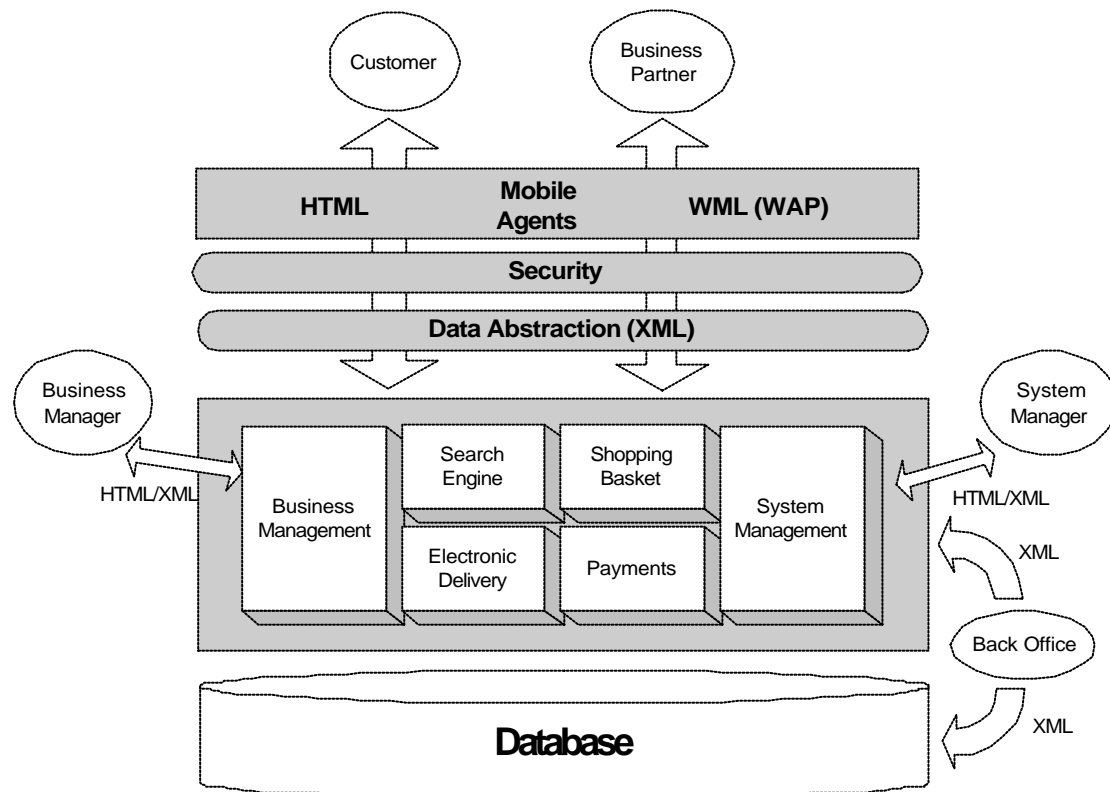 Customer
Business
Partner
HTML
Mobile
Agents
WML (WAP)
Security
Data Abstraction (XML)
Business
Manager
System
Manager
HTML/XML
Business
Management
Search
Engine
Shopping
Basket
System
Management
HTML/XML
Electronic
Delivery
Payments
XML
Back Office
Database
XML